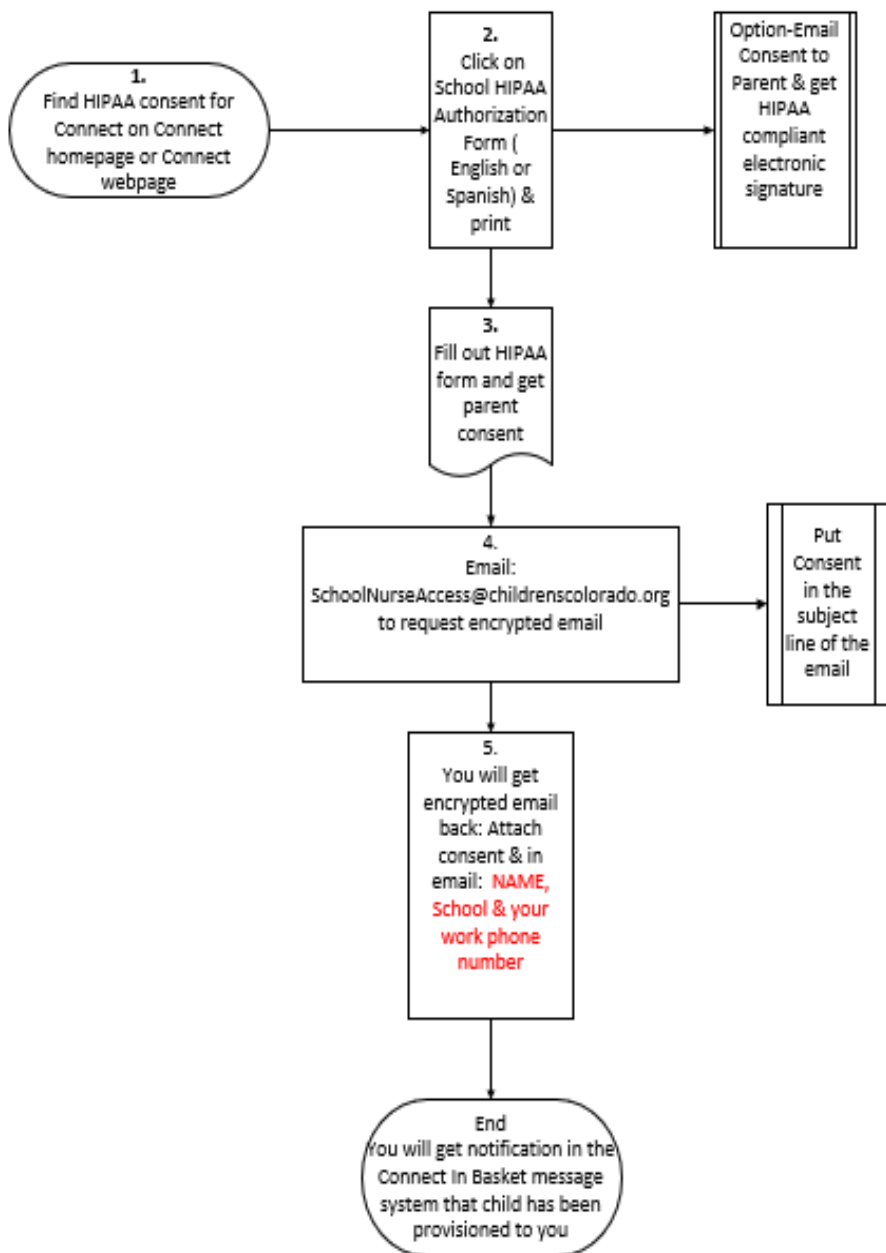 1.
Find HIPAA consent for
Connect on Connect
homepage or Connect
webpage
2.
Click on
School HIPAA
Authorization
Form (
English or
Spanish) &
print
Option-Email
Consent to
Parent & get
HIPAA
compliant
electronic
signature
3.
Fill out HIPAA
form and get
parent
consent
4.
Email:
SchoolNurseAccess@childrenscolorado.org
to request encrypted email
Put
Consent
in the
subject
line of the
email
5.
You will get
encrypted email
back: Attach
consent & in
email: NAME,
School & your
work phone
number
End
You will get notification in the
Connect In Basket message
system that child has been
provisioned to you